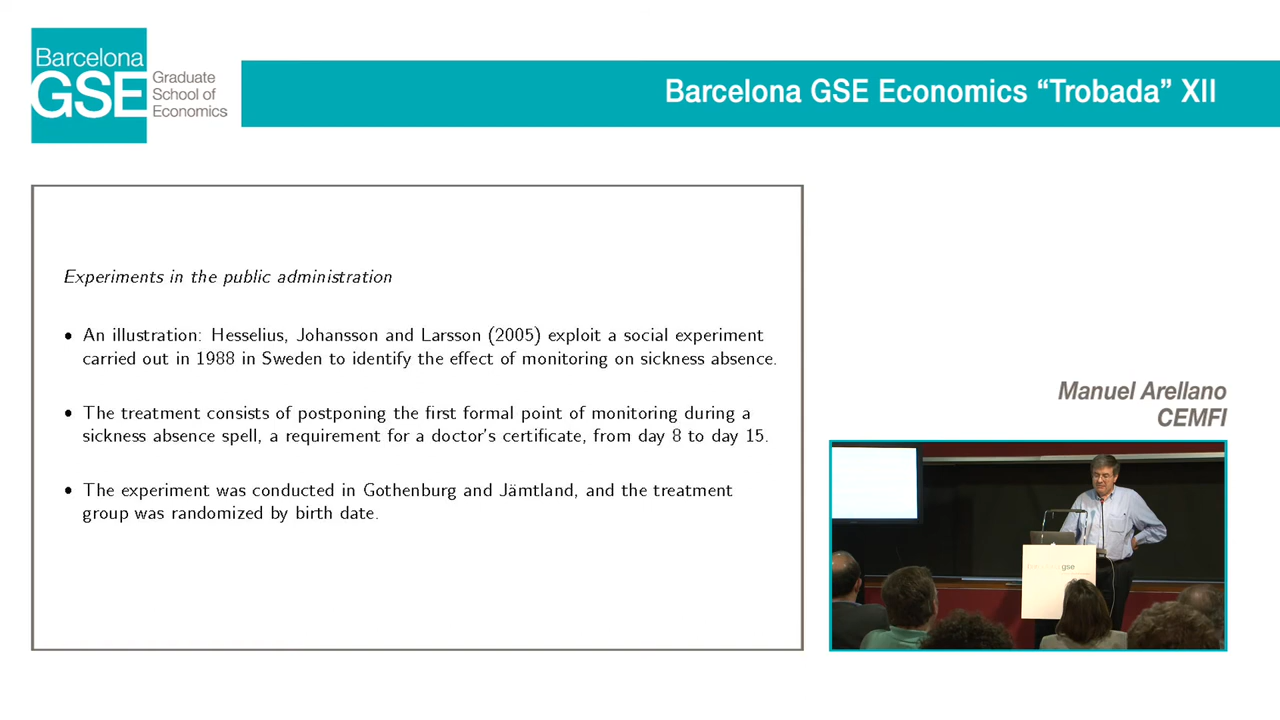 Barcelona
GSE
Graduate
School of
Economics
Barcelona GSE Economics “Trobada” XII
Experiments in the public administration
• An illustration: Hesselius, Johansson and Larsson (2005) exploit a social experiment
carried out in 1988 in Sweden to identify the effect of monitoring on sickness absence.
• The treatment consists of postponing the first formal point of monitoring during a
sickness absence spell, a requirement for a doctor's certificate, from day 8 to day 15.
• The experiment was conducted in Gothenburg and Jämtland, and the treatment
group was randomized by birth date.
Manuel Arellano
CEMFI
gse